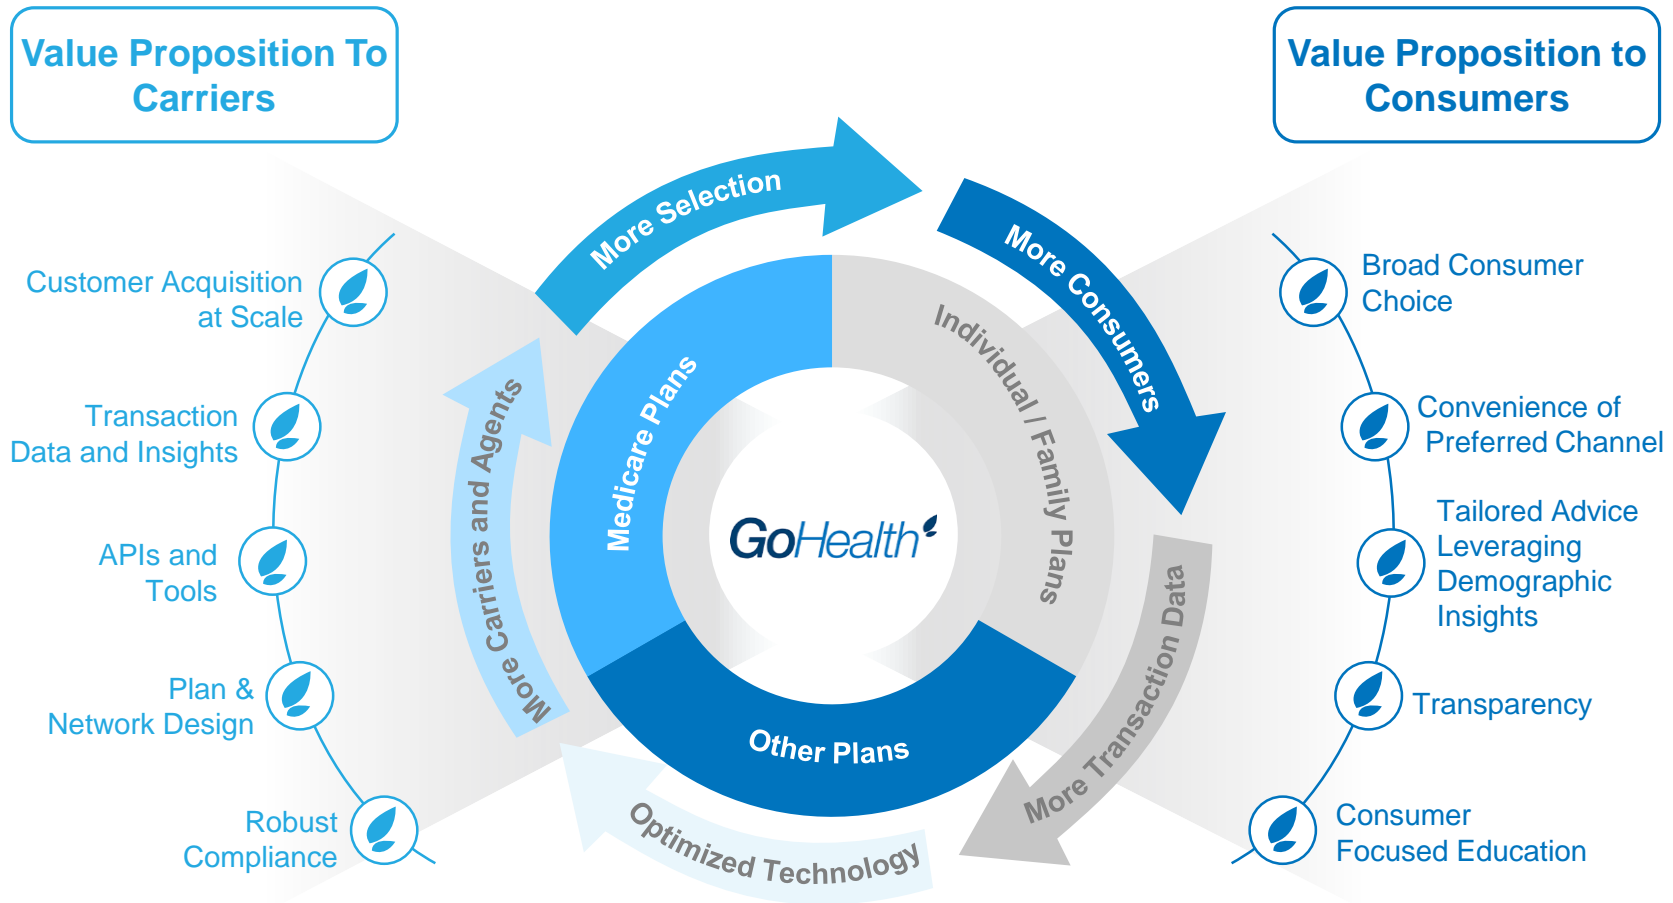 Value Proposition To
Carriers
Customer Acquisition
at Scale
Transaction
Data and Insights
APIs and
Tools
Plan &
Network Design
Robust
Compliance
More Selection
More Consumers
More Transaction Data
Optimized Technology
More Carriers and Agents
Medicare Plans
Individual / Family Plans
Other Plans
GoHealth
Value Proposition to
Consumers
Broad Consumer
Choice
Convenience of
Preferred Channel
Tailored Advice
Leveraging
Demographic
Insights
Transparency
Consumer
Focused Education